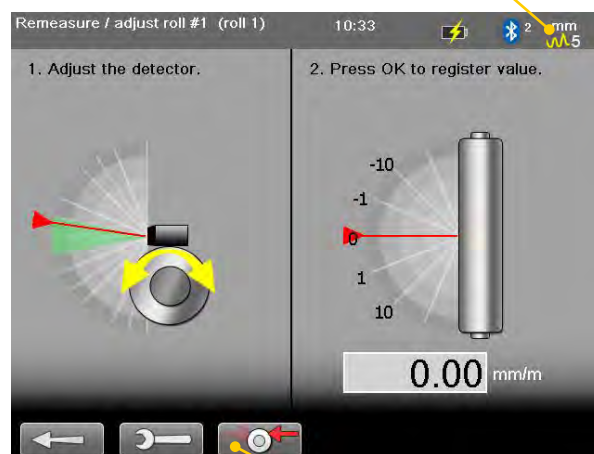 Remeasure / adjust roll #1 (roll 1) 10:33 2 mm
5
1. Adjust the detector.
2. Press OK to register value.
-10
-1
0
1
10
0.00 mm/m